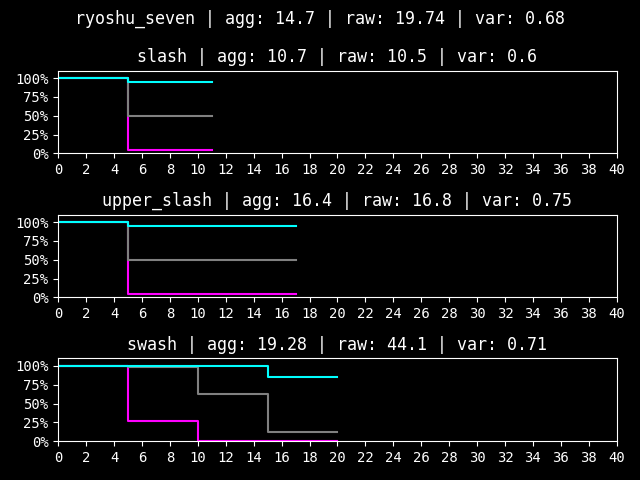 ryoshu_seven | agg: 14.7 | raw: 19.74 | var: 0.68
slash | agg: 10.7 | raw: 10.5 | var: 0.6
100%
75%
50%
25%
0%
0 2 4 6 8 10 12 14 16 18 20 22 24 26 28 30 32 34 36 38 40
upper_slash | agg: 16.4 | raw: 16.8 | var: 0.75
100%
75%
50%
25%
0%
0 2 4 6 8 10 12 14 16 18 20 22 24 26 28 30 32 34 36 38 40
swash | agg: 19.28 | raw: 44.1 | var: 0.71
100%
75%
50%
25%
0%
0 2 4 6 8 10 12 14 16 18 20 22 24 26 28 30 32 34 36 38 40